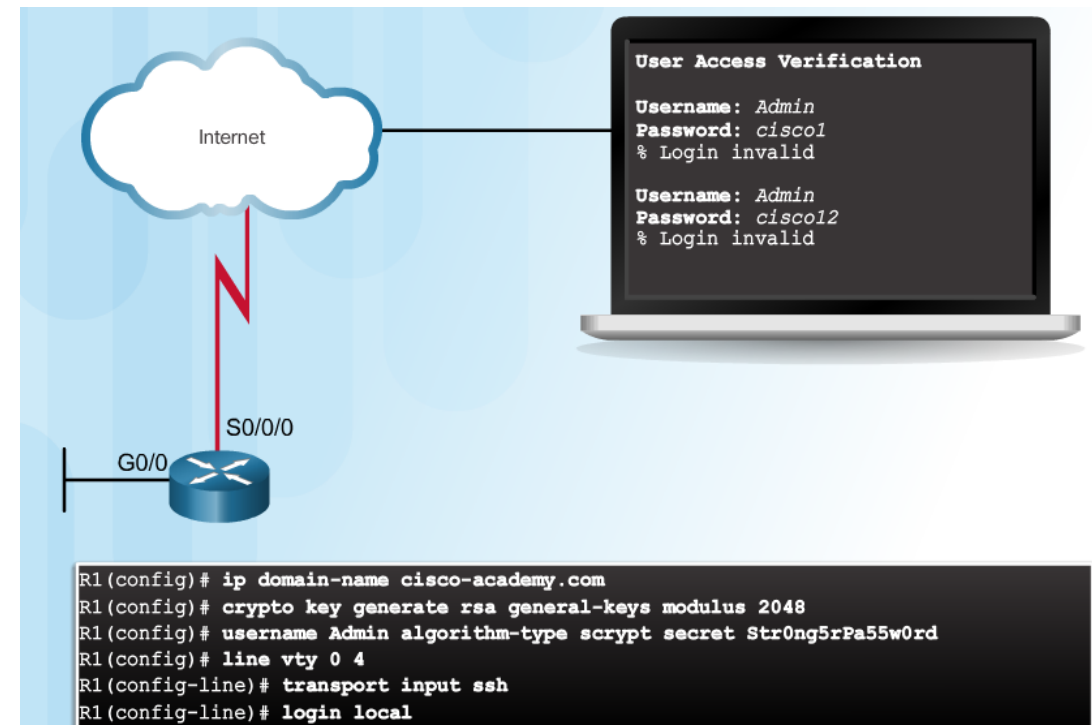 User Access Verification
Username: Admin
Password: cisco1
% Login invalid
Username: Admin
Password: cisco12
% Login invalid
Internet
S0/0/0
G0/0
R1(config)# ip domain-name cisco-academy.com
R1(config)# crypto key generate rsa general-keys modulus 2048
R1(config)# username Admin algorithm-type scrypt secret Str0ng5rPa55w0rd
R1(config)# line vty 0 4
R1(config-line)# transport input ssh
R1(config-line)# login local